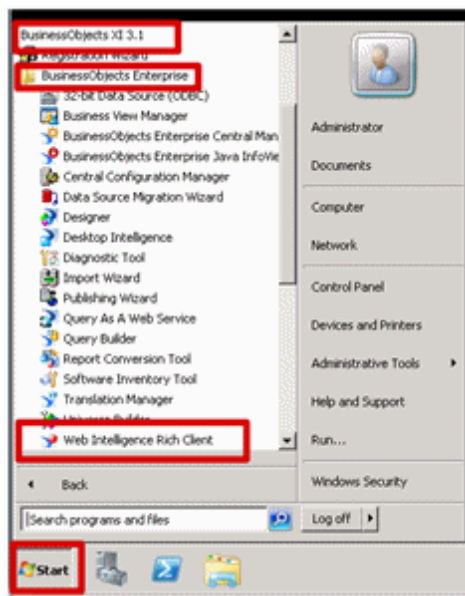 BusinessObjects XI 3.1
Registration Wizard
BusinessObjects Enterprise
32-bit Data Source (ODBC)
Business View Manager
BusinessObjects Enterprise Central Man
BusinessObjects Enterprise Java InfoVie
Central Configuration Manager
Data Source Migration Wizard
Designer
Desktop Intelligence
Diagnostic Tool
Import Wizard
Publishing Wizard
Query As A Web Service
Query Builder
Report Conversion Tool
Software Inventory Tool
Translation Manager
Universe Builder
Web Intelligence Rich Client
Back
Search programs and files
Administrator
Documents
Computer
Network
Control Panel
Devices and Printers
Administrative Tools
Help and Support
Run...
Windows Security
Log off
Start